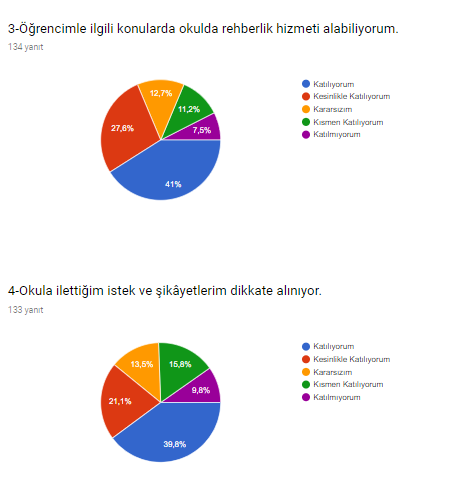 3-Öğrencimle ilgili konularda okulda rehberlik hizmeti alabiliyorum.
134 yanıt
Katılıyorum
Kesinlikle Katılıyorum
Kararsızım
Kısmen Katılıyorum
Katılmıyorum
12,7%
11,2%
27,6%
7,5%
41%
4-Okula ilettiğim istek ve şikâyetlerim dikkate alınıyor.
133 yanıt
Katılıyorum
Kesinlikle Katılıyorum
Kararsızım
Kısmen Katılıyorum
Katılmıyorum
13,5%
15,8%
21,1%
9,8%
39,8%